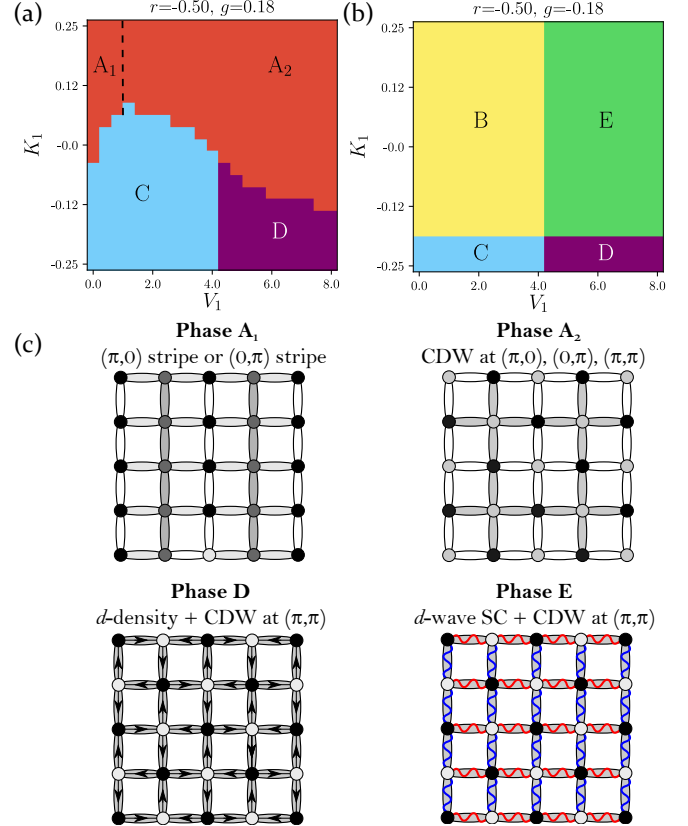 (a)
r=-0.50, g=0.18
A₁
A₂
C
D
0.25
0.12
-0.0
-0.12
-0.25
K₁
0.0
2.0
4.0
6.0
8.0
V₁
(b)
r=-0.50, g=-0.18
B
E
C
D
0.25
0.12
-0.0
-0.12
-0.25
K₁
0.0
2.0
4.0
6.0
8.0
V₁
(c)
Phase A₁
(π,0) stripe or (0,π) stripe
Phase A₂
CDW at (π,0), (0,π), (π,π)
Phase D
d-density + CDW at (π,π)
Phase E
d-wave SC + CDW at (π,π)